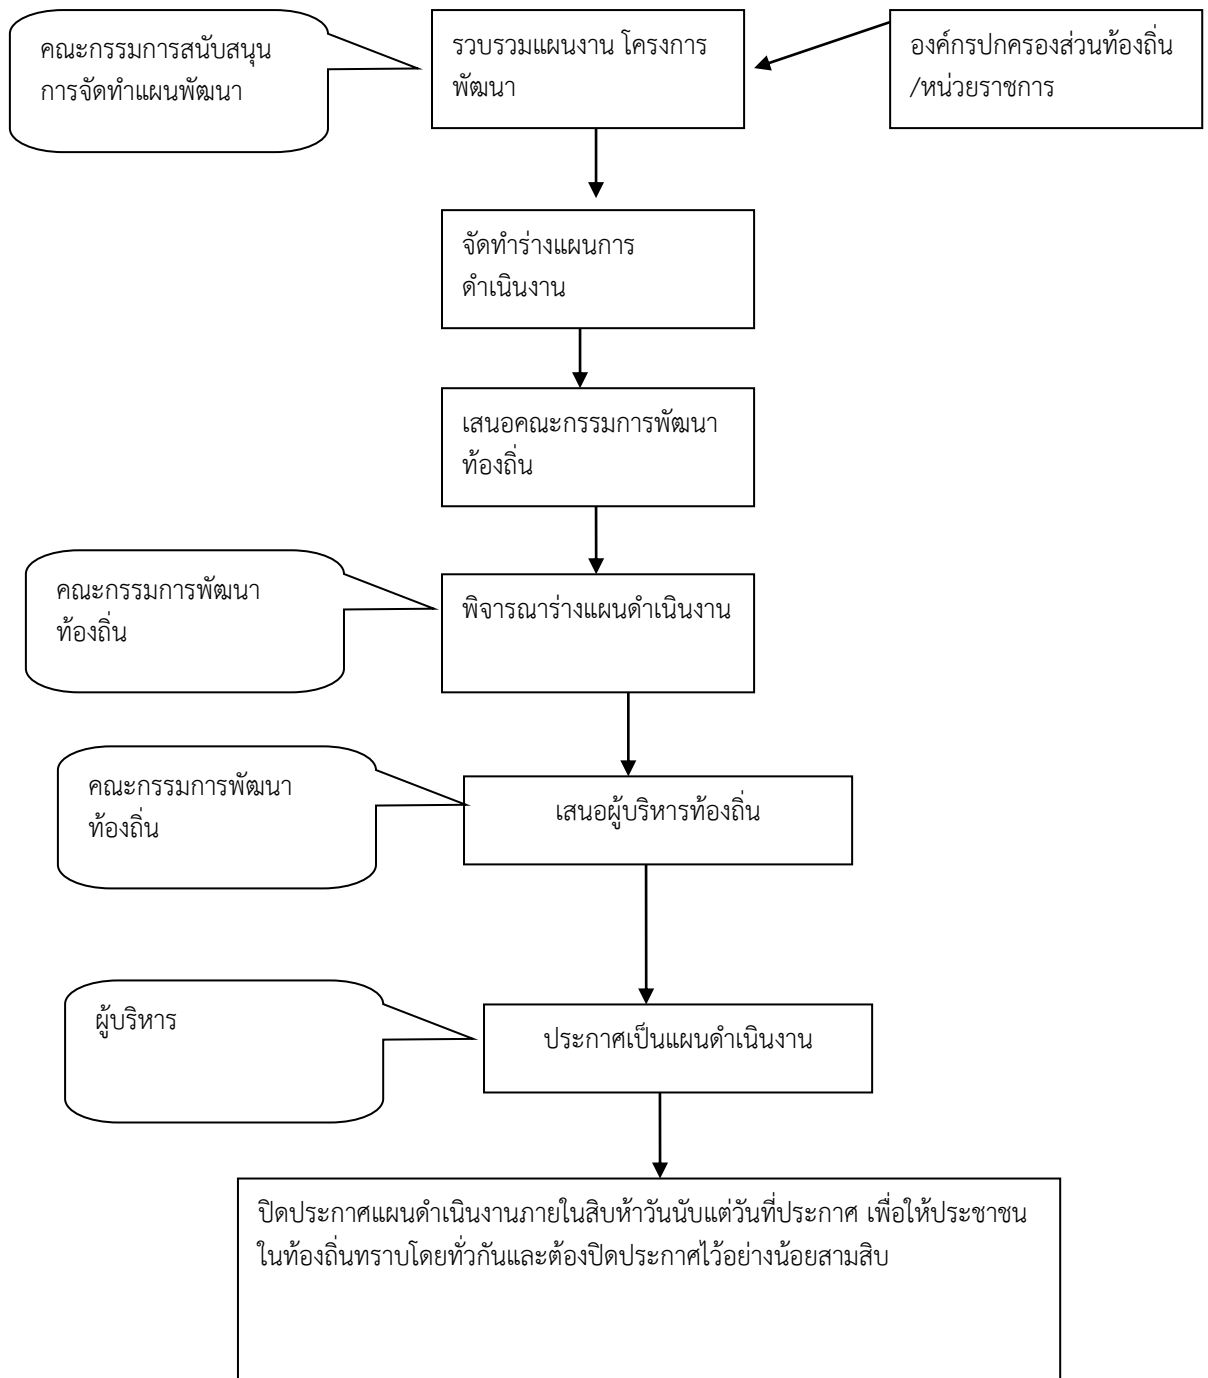 คณะกรรมการสนับสนุน
การจัดทำแผนพัฒนา
รวบรวมแผนงาน โครงการ
พัฒนา
องค์กรปกครองส่วนท้องถิ่น
/หน่วยราชการ
จัดทำร่างแผนการ
ดำเนินงาน
เสนอคณะกรรมการพัฒนา
ท้องถิ่น
คณะกรรมการพัฒนา
ท้องถิ่น
พิจารณาร่างแผนดำเนินงาน
คณะกรรมการพัฒนา
ท้องถิ่น
เสนอผู้บริหารท้องถิ่น
ผู้บริหาร
ประกาศเป็นแผนดำเนินงาน
ปิดประกาศแผนดำเนินงานภายในสิบห้าวันนับแต่วันที่ประกาศ เพื่อให้ประชาชน
ในท้องถิ่นทราบโดยทั่วกันและต้องปิดประกาศไว้อย่างน้อยสามสิบ